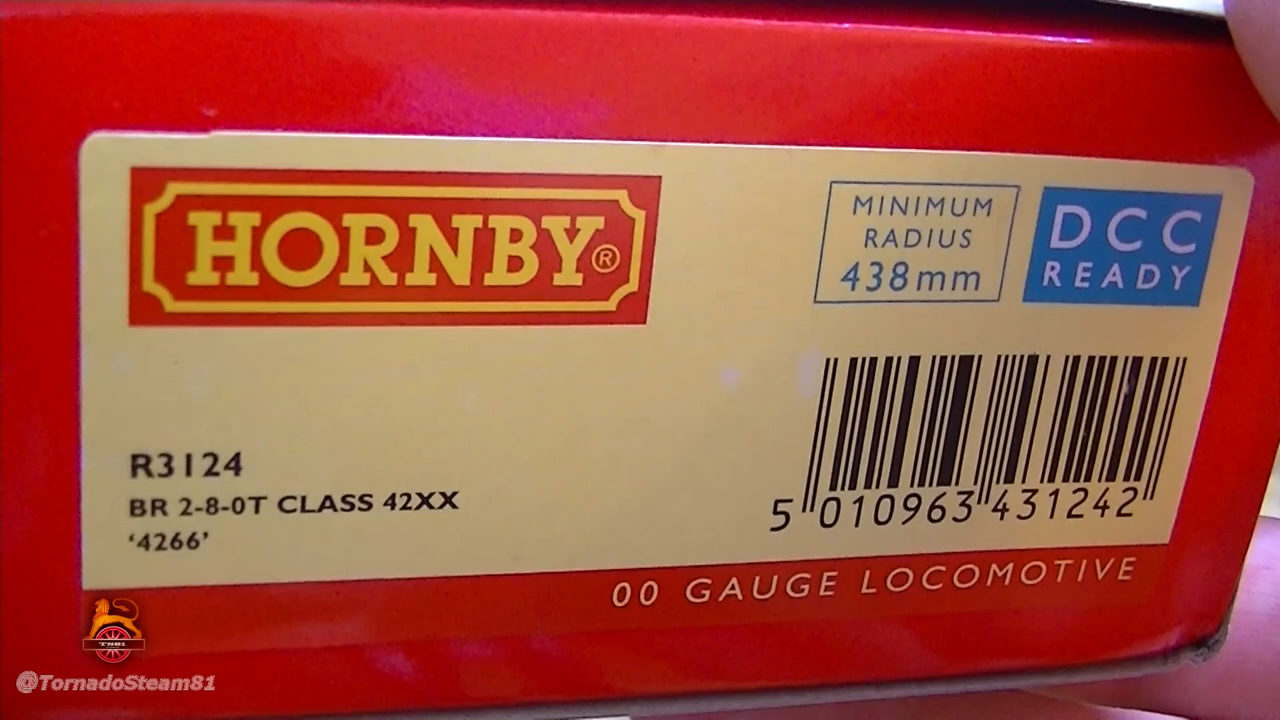 HORNBY®
MINIMUM
RADIUS
438mm
DCC
READY
R3124
BR 2-8-0T CLASS 42XX
‘4266’
5 010963 431242
00 GAUGE LOCOMOTIVE
TS81
@TornadoSteam81